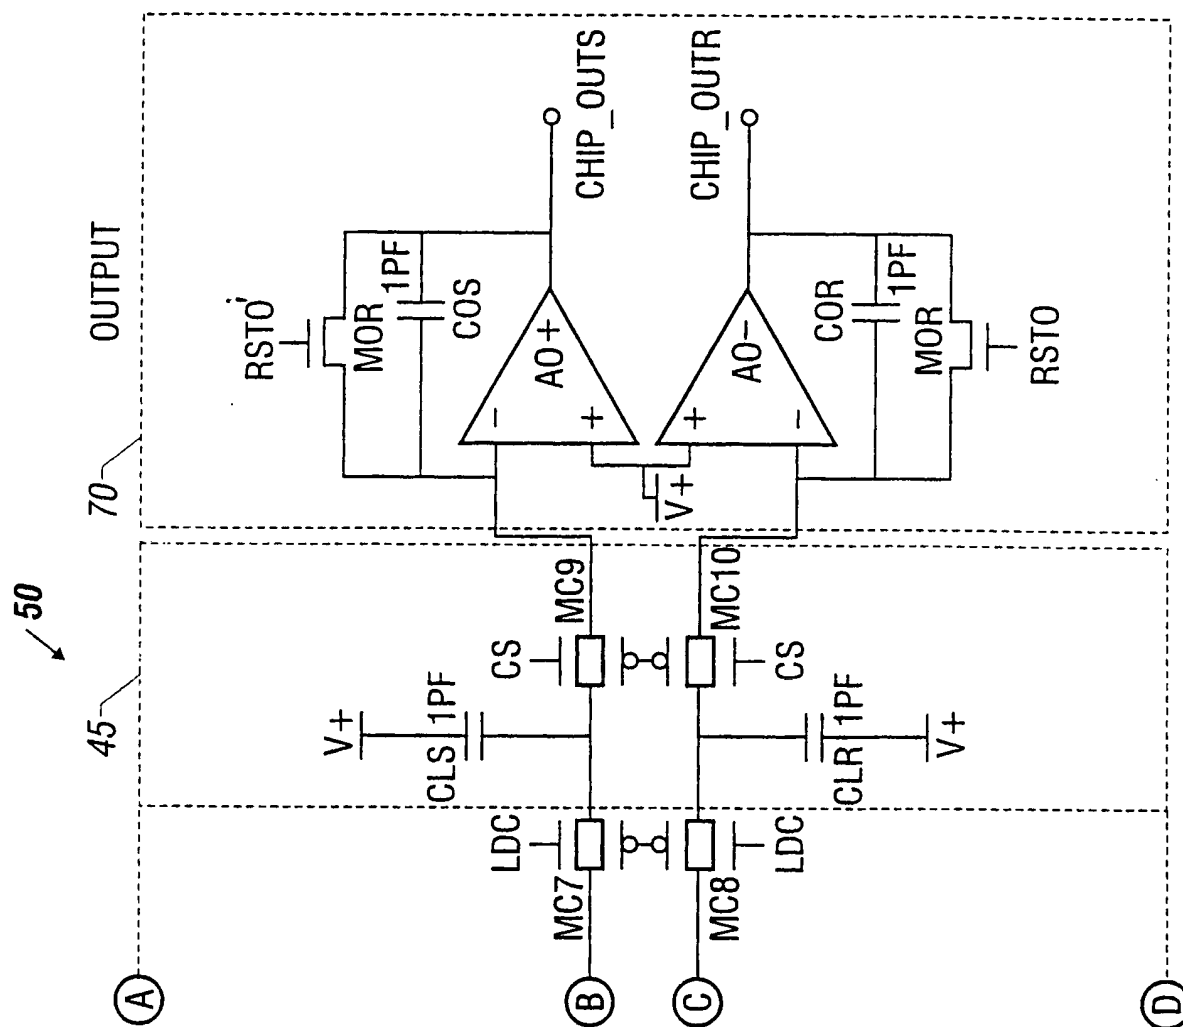 50
45
70
OUTPUT
RSTO'
MOR
1PF
COS
AO+
-
+
CHIP_OUTS
V+
CHIP_OUTR
+
-
AO-
COR
1PF
MOR
RSTO
V+
1PF
CLS
LDC
MC7
CS
MC9
MC10
CS
MC8
LDC
CLR
1PF
V+
A
B
C
D